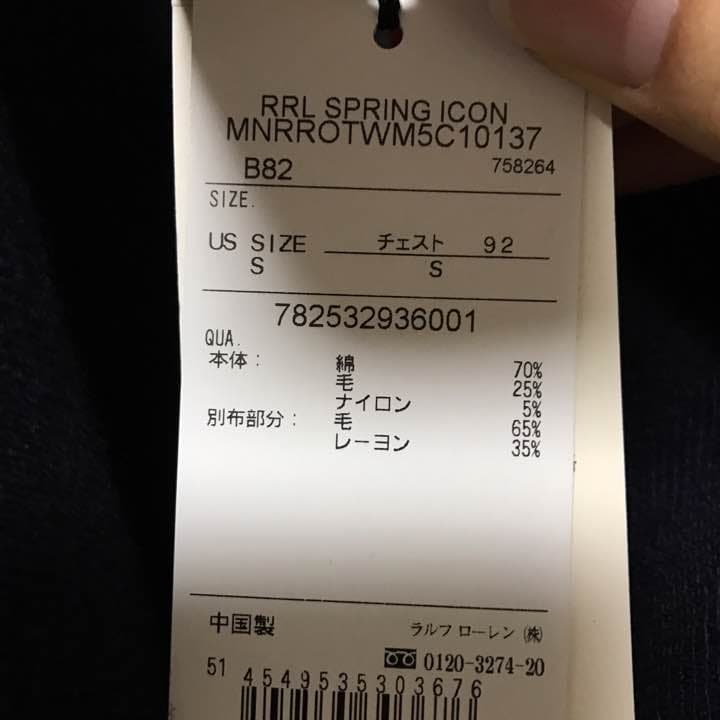 RRL SPRING ICON
MNRROTWM5C10137
B82 758264
SIZE.
US SIZE チェスト 92
S S
782532936001
QUA.
本体: 綿 70%
毛 25%
ナイロン 5%
別布部分: 毛 65%
レーヨン 35%
中国製 ラルフ ローレン ㈱
0120-3274-20
51 4549535303676